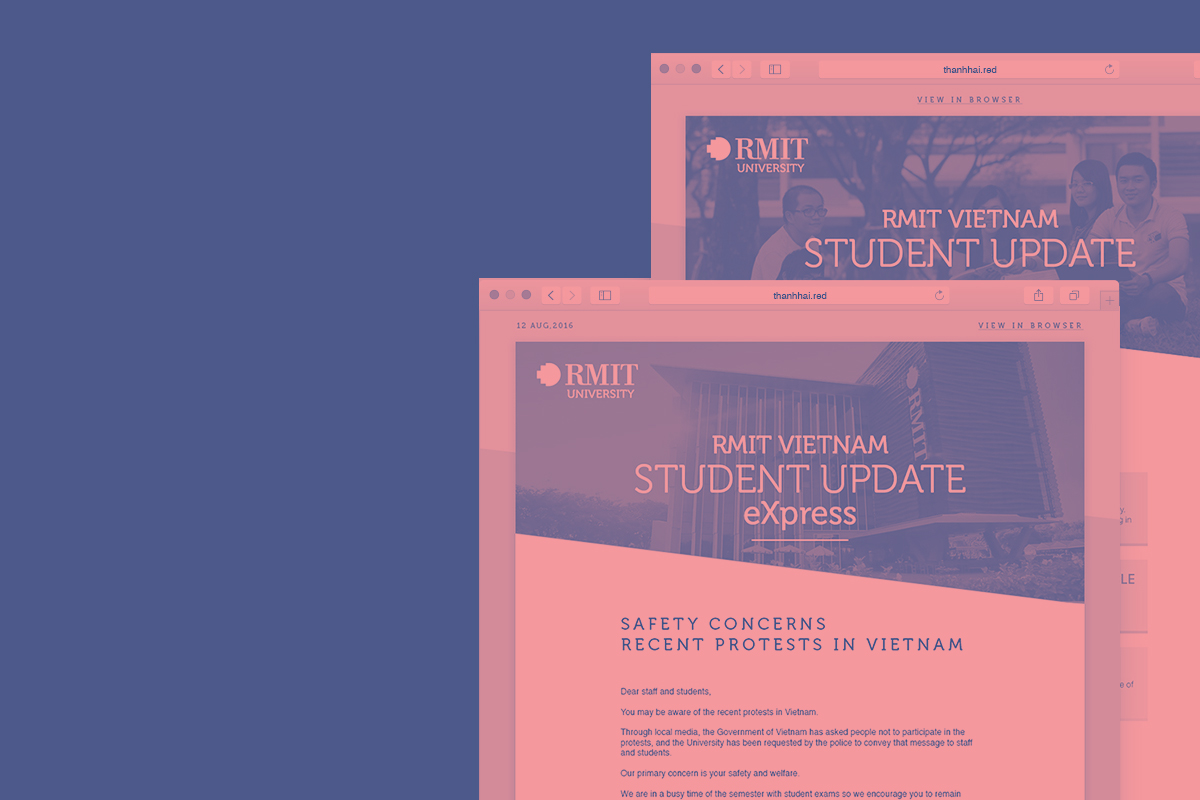 thanhhai.red
VIEW IN BROWSER
RMIT
UNIVERSITY
RMIT VIETNAM
STUDENT UPDATE
thanhhai.red
12 AUG,2016
VIEW IN BROWSER
RMIT
UNIVERSITY
RMIT
RMIT VIETNAM
STUDENT UPDATE
eXpress
SAFETY CONCERNS
RECENT PROTESTS IN VIETNAM
Dear staff and students,
You may be aware of the recent protests in Vietnam.
Through local media, the Government of Vietnam has asked people not to participate in the
protests, and the University has been requested by the police to convey that message to staff
and students.
Our primary concern is your safety and welfare.
We are in a busy time of the semester with student exams so we encourage you to remain
in
LE
of